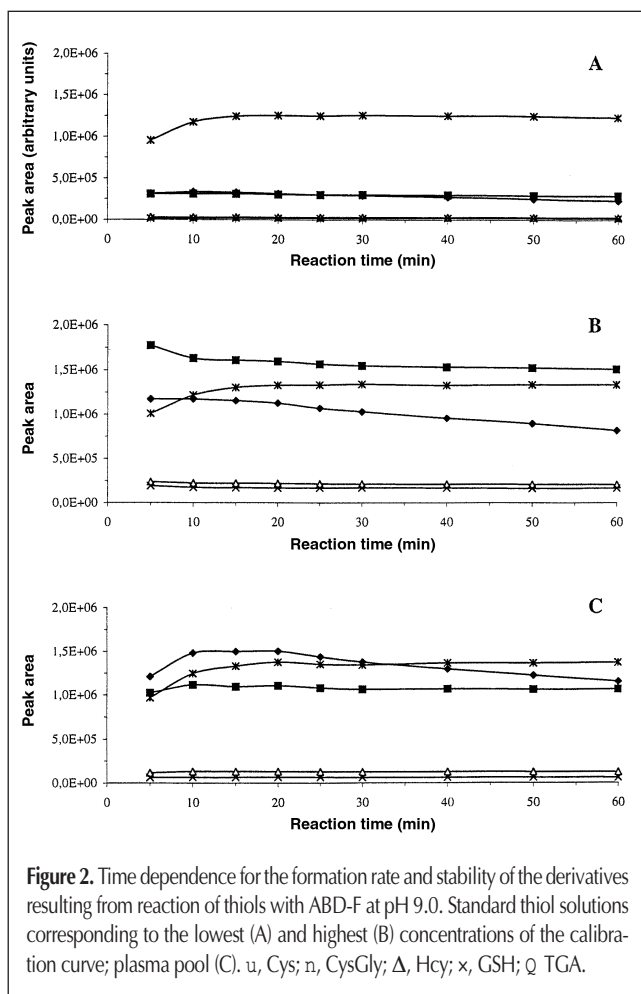 A
Peak area (arbitrary units)
2,0E+06
1,5E+06
1,0E+06
5,0E+05
0,0E+00
0 10 20 30 40 50 60
Reaction time (min)
B
Peak area
2,0E+06
1,5E+06
1,0E+06
5,0E+05
0,0E+00
0 10 20 30 40 50 60
Reaction time (min)
C
Peak area
2,0E+06
1,5E+06
1,0E+06
5,0E+05
0,0E+00
0 10 20 30 40 50 60
Reaction time (min)
Figure 2. Time dependence for the formation rate and stability of the derivatives
resulting from reaction of thiols with ABD-F at pH 9.0. Standard thiol solutions
corresponding to the lowest (A) and highest (B) concentrations of the calibra-
tion curve; plasma pool (C). u, Cys; n, CysGly; Δ, Hcy; ×, GSH; Q TGA.